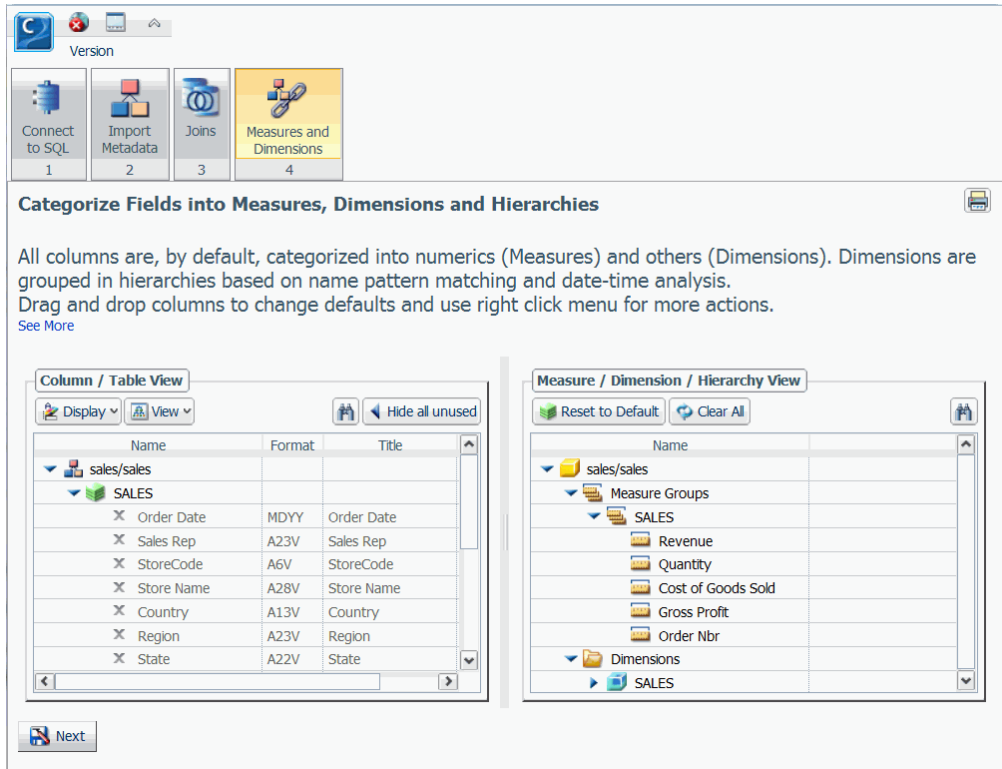 C2
Version
Connect to SQL
1
Import Metadata
2
Joins
3
Measures and Dimensions
4
Categorize Fields into Measures, Dimensions and Hierarchies
All columns are, by default, categorized into numerics (Measures) and others (Dimensions). Dimensions are
grouped in hierarchies based on name pattern matching and date-time analysis.
Drag and drop columns to change defaults and use right click menu for more actions.
See More
Column / Table View
Display View Hide all unused
Name Format Title
sales/sales
SALES
Order Date MDYY Order Date
Sales Rep A23V Sales Rep
StoreCode A6V StoreCode
Store Name A28V Store Name
Country A13V Country
Region A23V Region
State A22V State
Measure / Dimension / Hierarchy View
Reset to Default Clear All
Name
sales/sales
Measure Groups
SALES
Revenue
Quantity
Cost of Goods Sold
Gross Profit
Order Nbr
Dimensions
SALES
Next